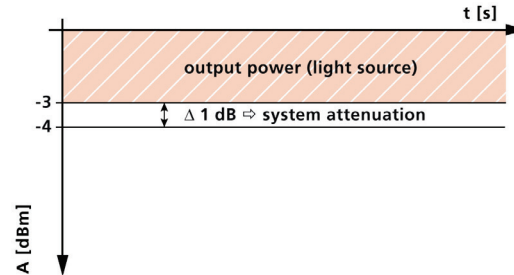 t [s]
output power (light source)
-3
Δ 1 dB ⇨ system attenuation
-4
A [dBm]